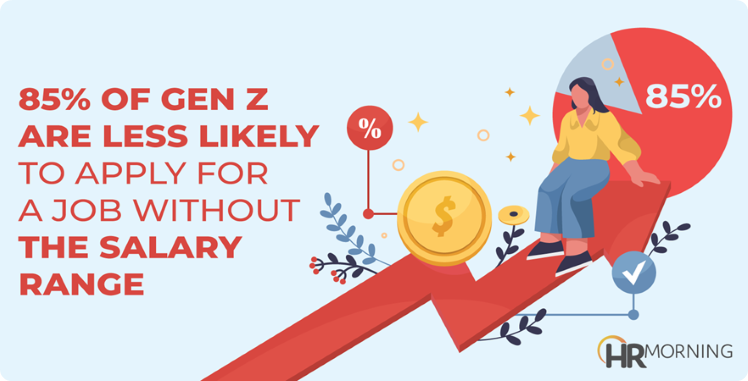 85% OF GEN Z
ARE LESS LIKELY
TO APPLY FOR
A JOB WITHOUT
THE SALARY
RANGE
%
$
85%
HRMORNING